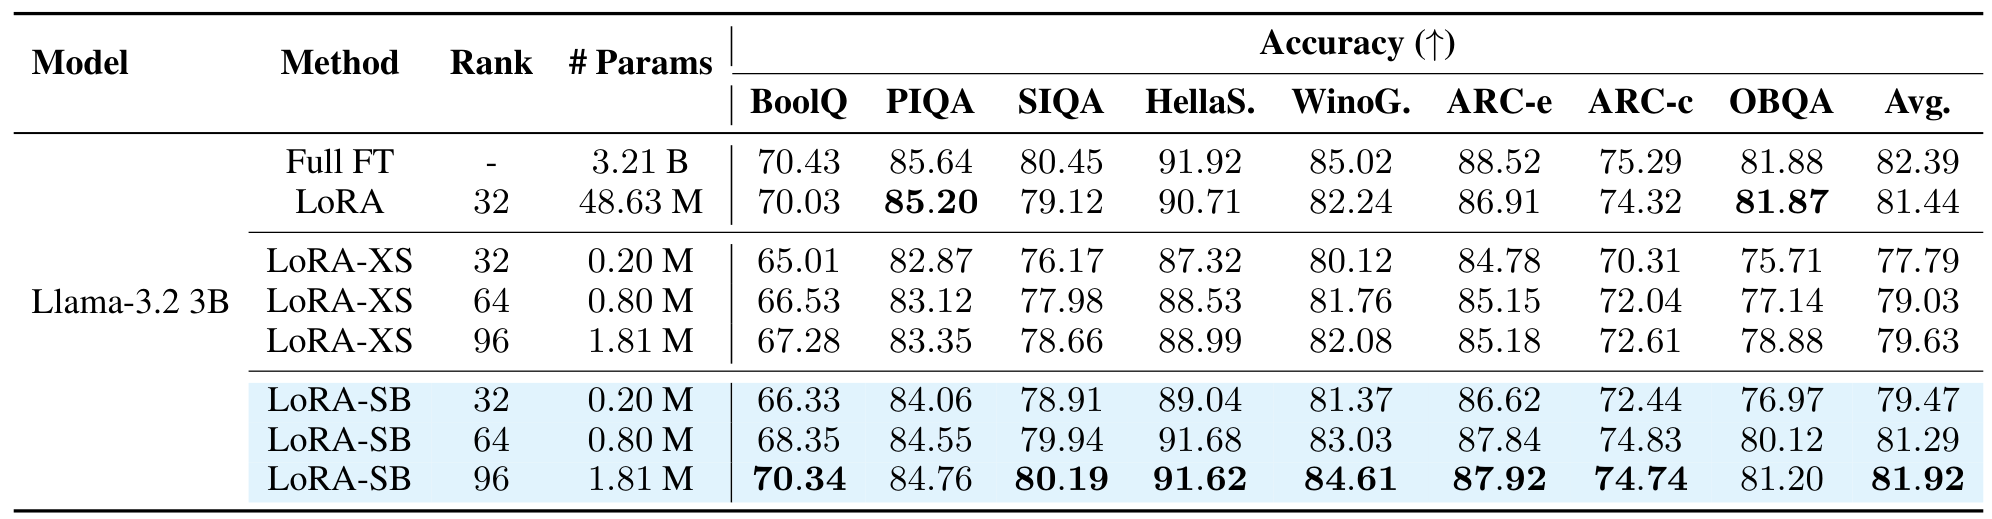 Model Method Rank # Params Accuracy (↑)
BoolQ PIQA SIQA HellaS. WinoG. ARC-e ARC-c OBQA Avg.
Full FT - 3.21 B 70.43 85.64 80.45 91.92 85.02 88.52 75.29 81.88 82.39
LoRA 32 48.63 M 70.03 85.20 79.12 90.71 82.24 86.91 74.32 81.87 81.44
LoRA-XS 32 0.20 M 65.01 82.87 76.17 87.32 80.12 84.78 70.31 75.71 77.79
Llama-3.2 3B LoRA-XS 64 0.80 M 66.53 83.12 77.98 88.53 81.76 85.15 72.04 77.14 79.03
LoRA-XS 96 1.81 M 67.28 83.35 78.66 88.99 82.08 85.18 72.61 78.88 79.63
LoRA-SB 32 0.20 M 66.33 84.06 78.91 89.04 81.37 86.62 72.44 76.97 79.47
LoRA-SB 64 0.80 M 68.35 84.55 79.94 91.68 83.03 87.84 74.83 80.12 81.29
LoRA-SB 96 1.81 M 70.34 84.76 80.19 91.62 84.61 87.92 74.74 81.20 81.92